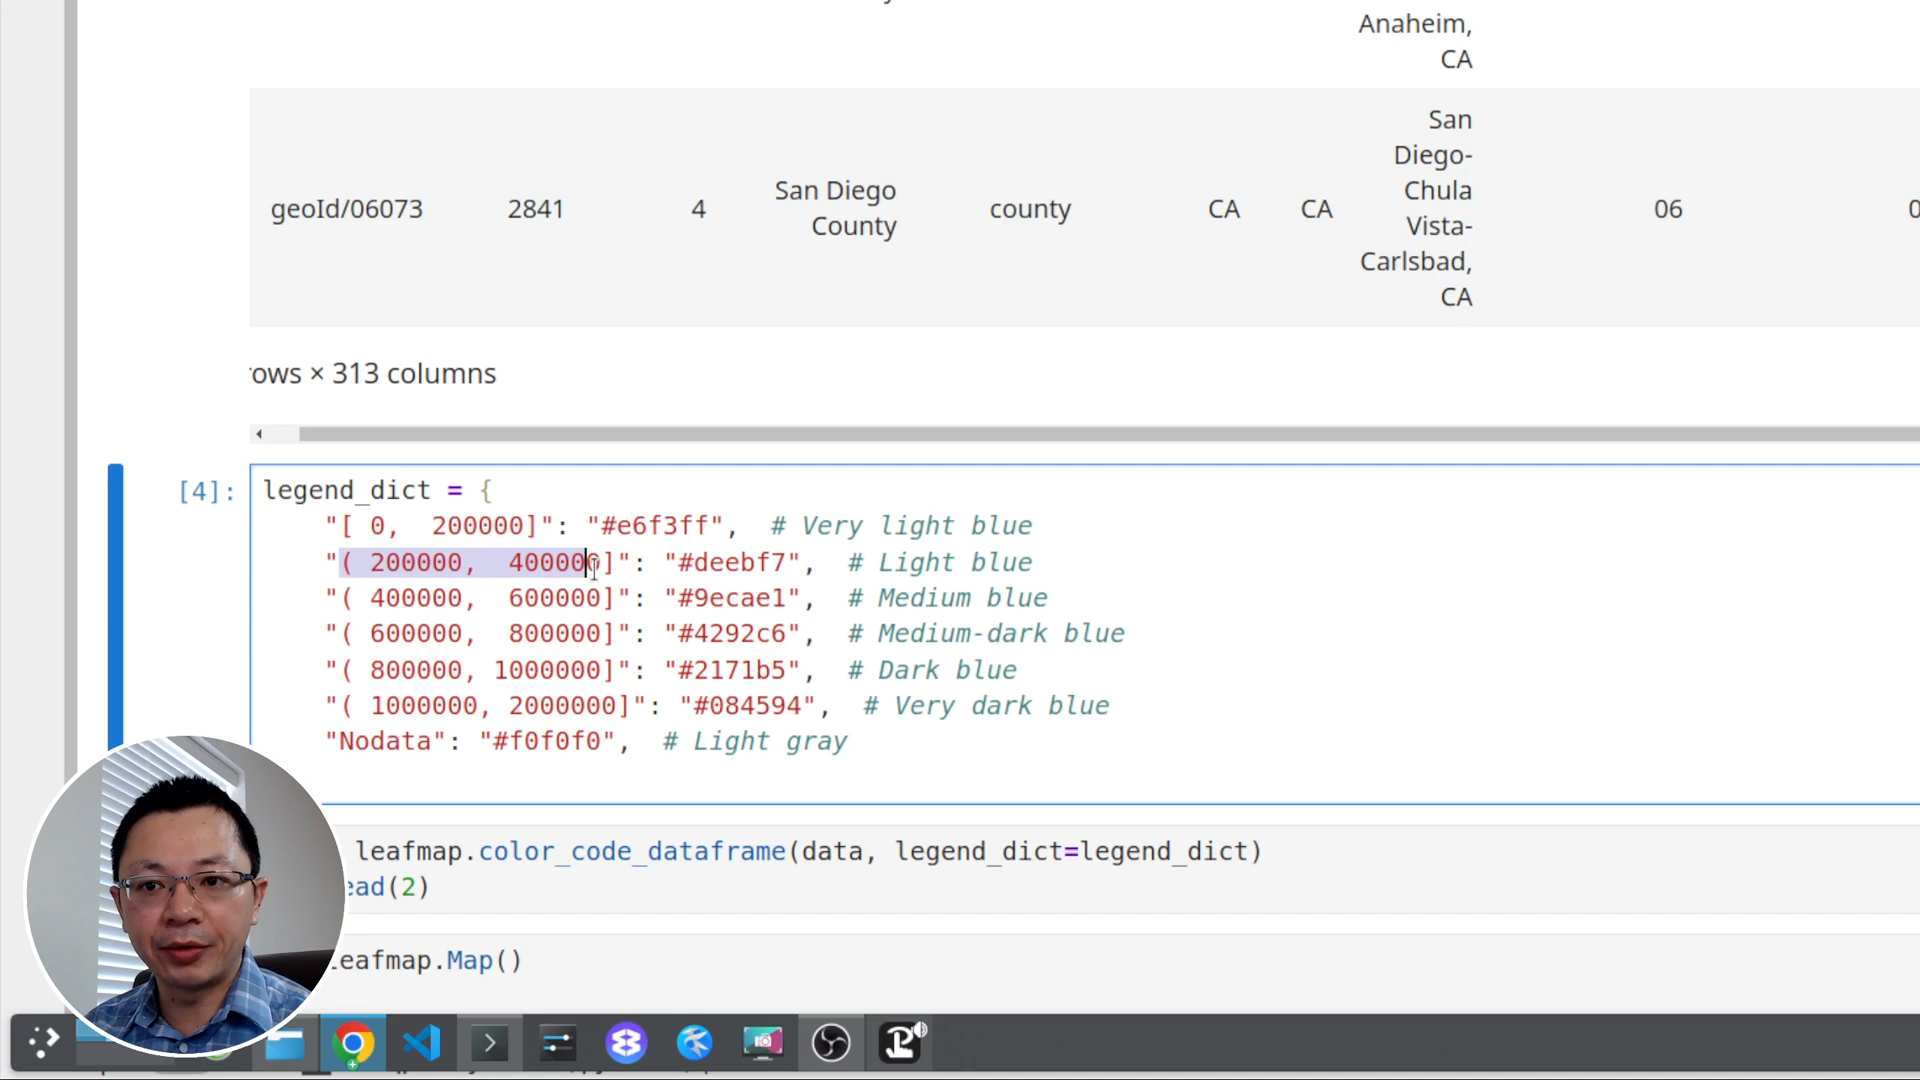 Anaheim,
CA
geoId/06073 2841 4 San Diego County county CA CA San Diego-Chula Vista-Carlsbad, CA 06
rows × 313 columns
[4]: legend_dict = {
"[ 0, 200000]": "#e6f3ff", # Very light blue
"( 200000, 400000]": "#deebf7", # Light blue
"( 400000, 600000]": "#9ecae1", # Medium blue
"( 600000, 800000]": "#4292c6", # Medium-dark blue
"( 800000, 1000000]": "#2171b5", # Dark blue
"( 1000000, 2000000]": "#084594", # Very dark blue
"Nodata": "#f0f0f0", # Light gray
leafmap.color_code_dataframe(data, legend_dict=legend_dict)
ead(2)
leafmap.Map()